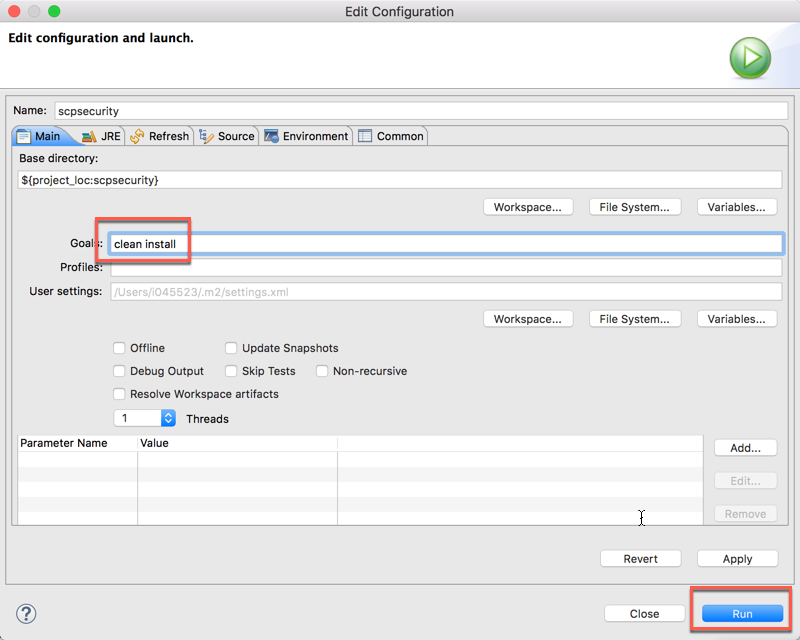 Edit Configuration
Edit configuration and launch.
Name: scpsecurity
Main JRE Refresh Source Environment Common
Base directory:
${project_loc:scpsecurity}
Workspace... File System... Variables...
Goals: clean install
Profiles:
User settings: /Users/i045523/.m2/settings.xml
Workspace... File System... Variables...
Offline Update Snapshots
Debug Output Skip Tests Non-recursive
Resolve Workspace artifacts
1 Threads
Parameter Name Value
Add...
Edit...
Remove
Revert Apply
? Close Run